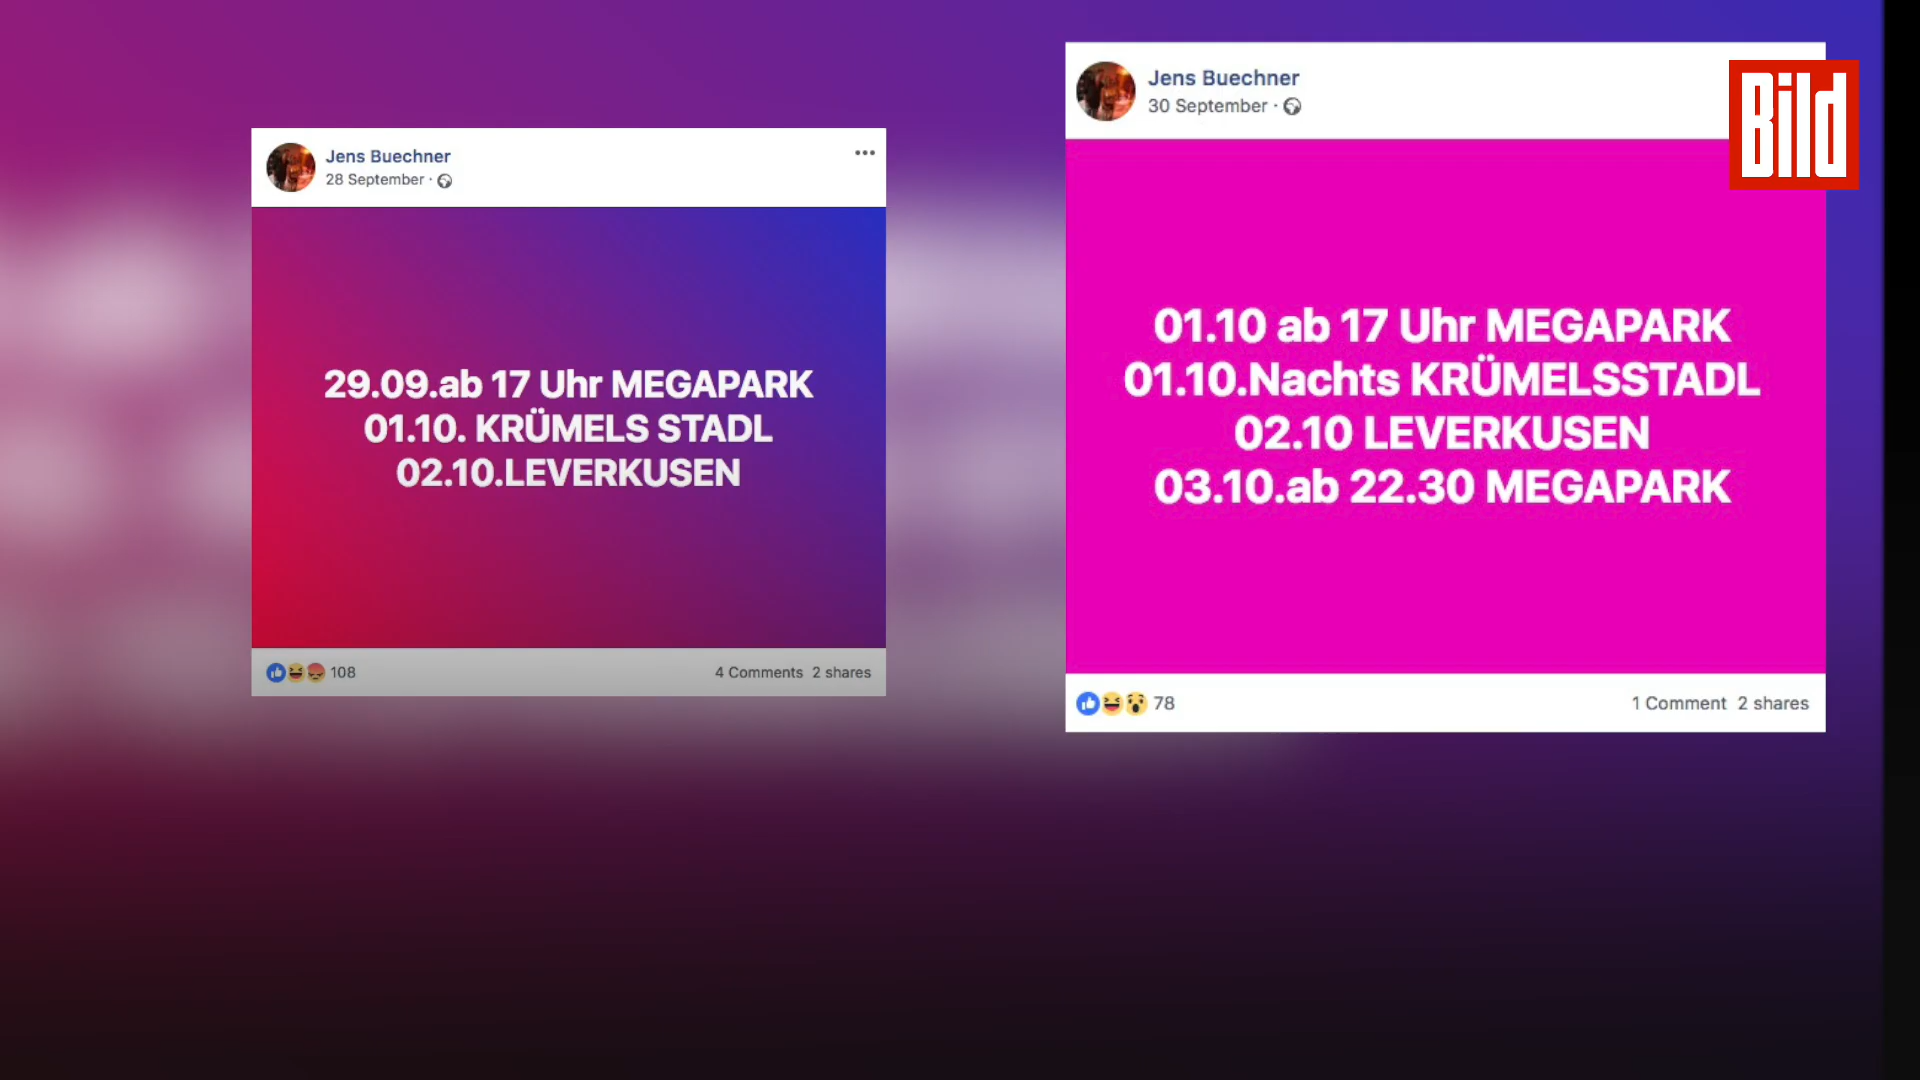 Jens Buechner
28 September ·
29.09.ab 17 Uhr MEGAPARK
01.10. KRÜMELS STADL
02.10.LEVERKUSEN
108
4 Comments 2 shares
Jens Buechner
30 September ·
Bild
01.10 ab 17 Uhr MEGAPARK
01.10.Nachts KRÜMELSSTADL
02.10 LEVERKUSEN
03.10.ab 22.30 MEGAPARK
78
1 Comment 2 shares